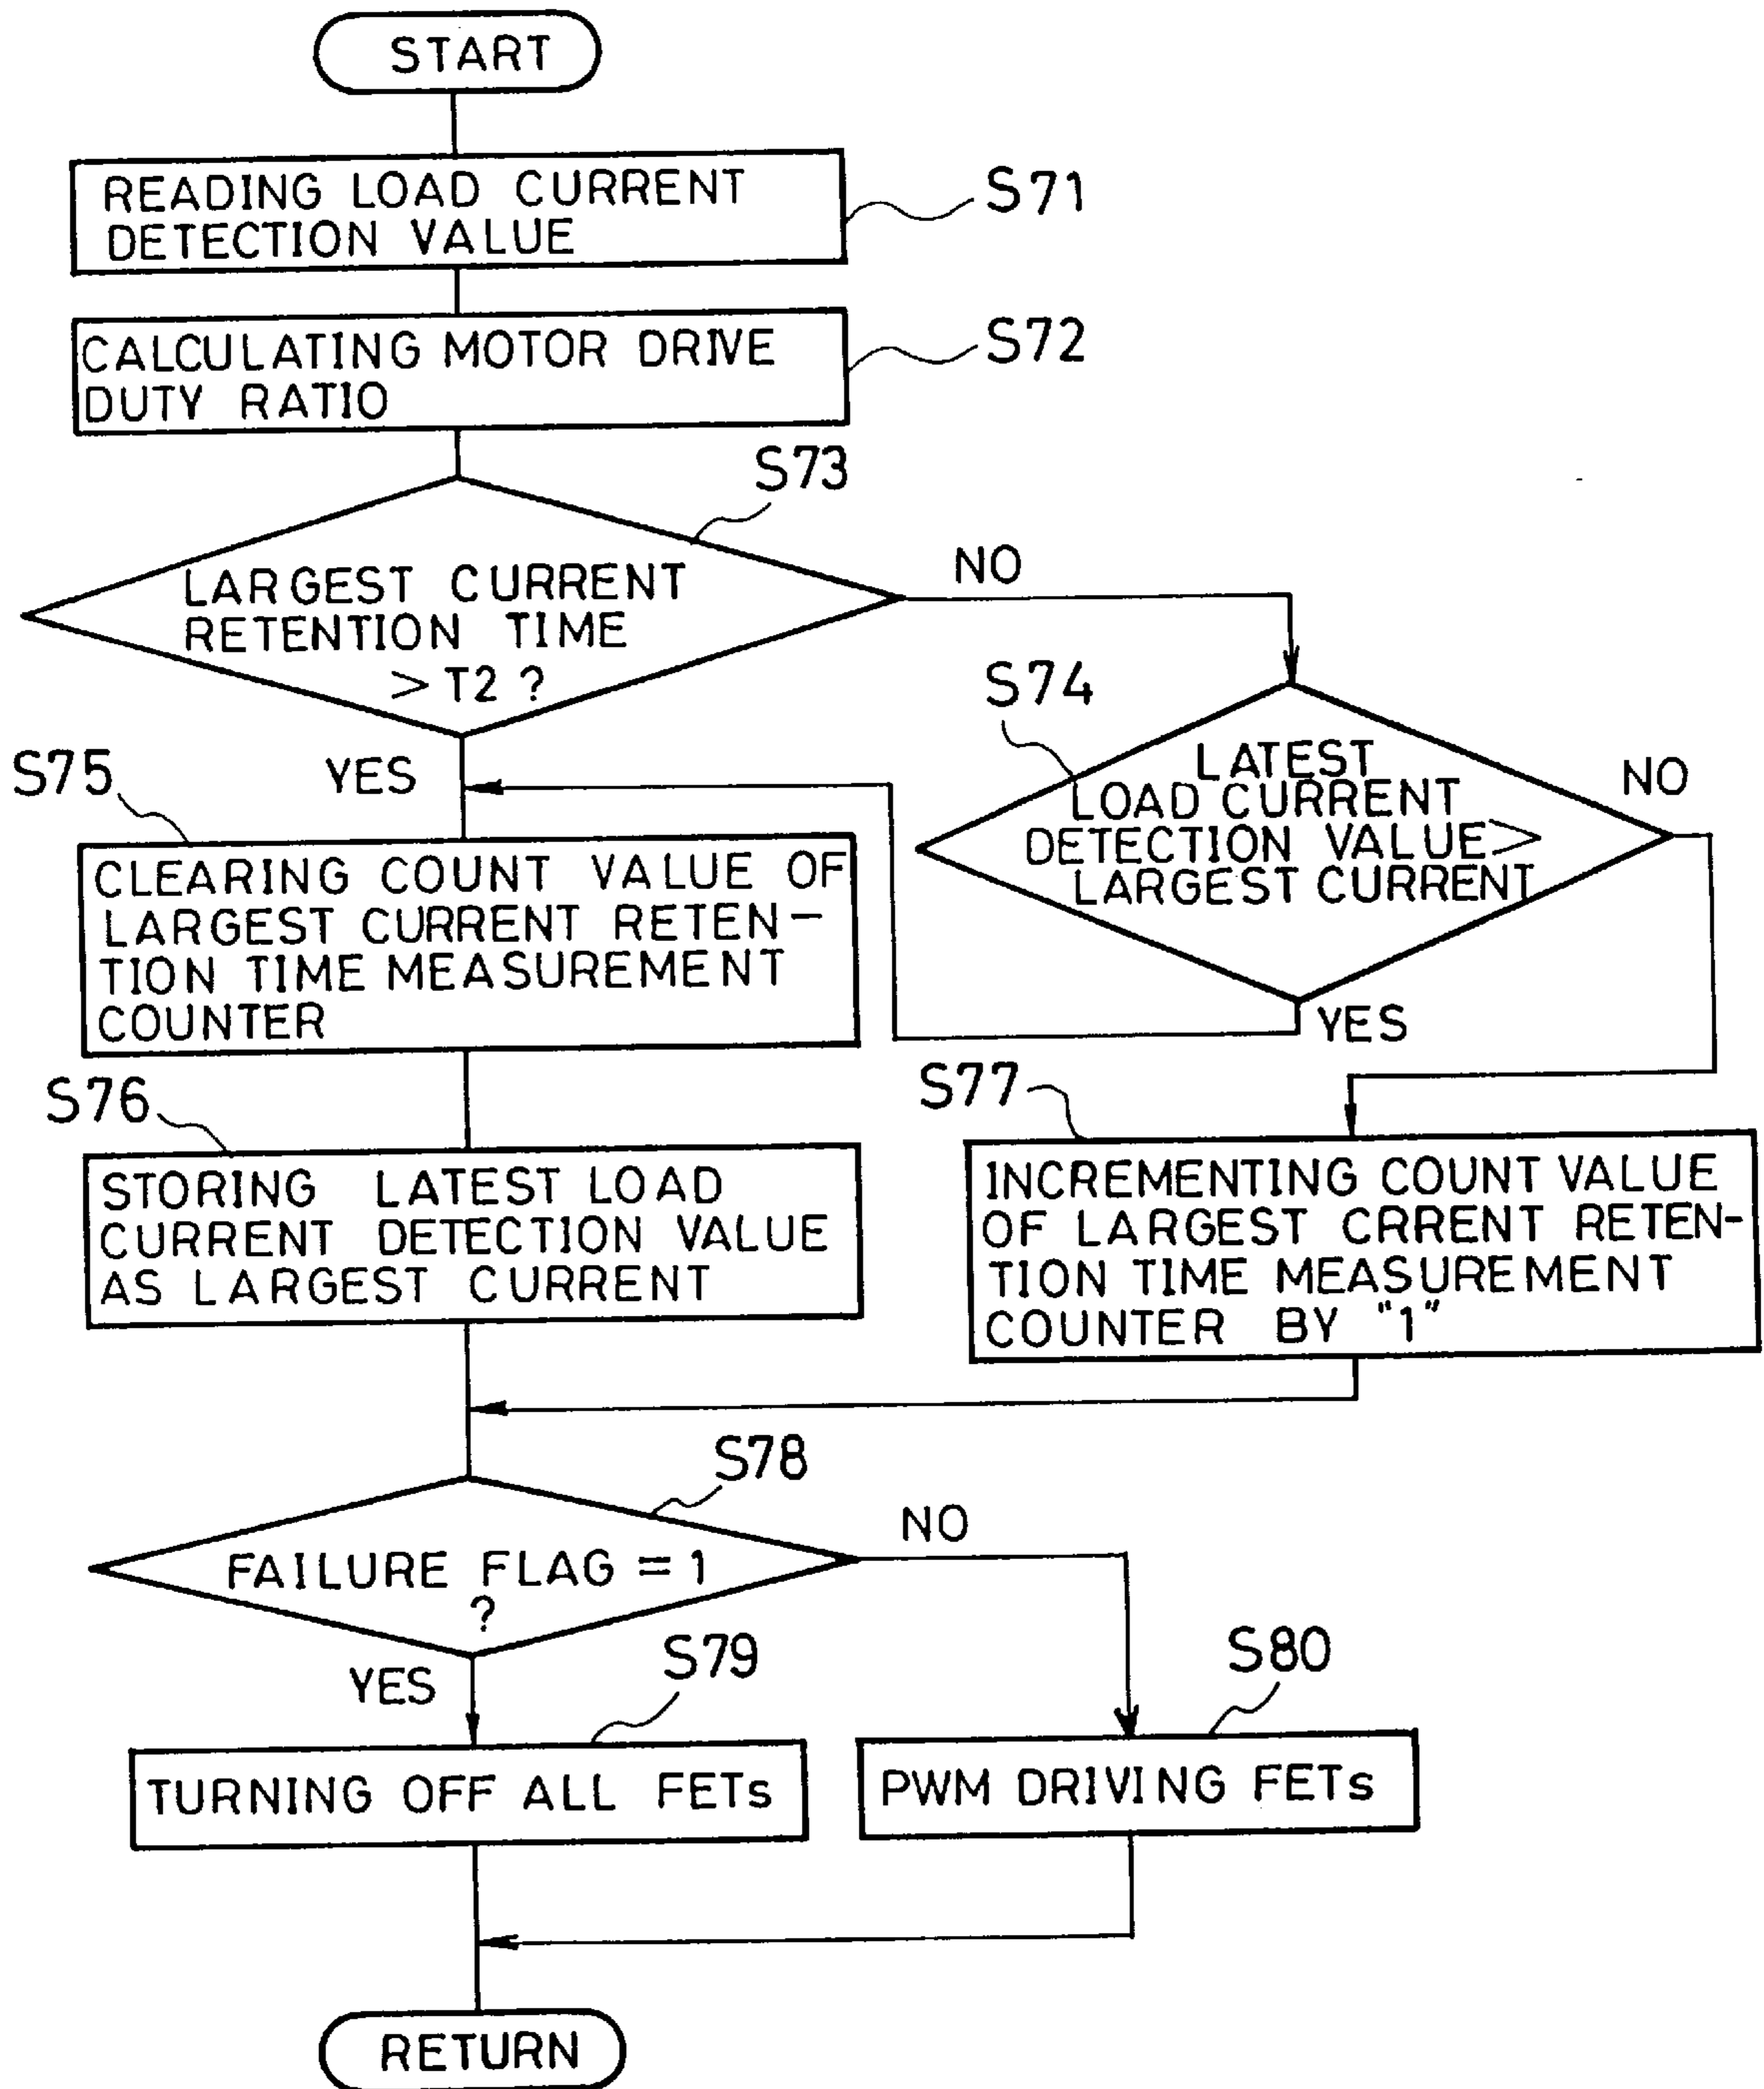 START
READING LOAD CURRENT
DETECTION VALUE
S71
CALCULATING MOTOR DRIVE
DUTY RATIO
S72
S73
LARGEST CURRENT
RETENTION TIME
> T2 ?
NO
YES
S74
LATEST
LOAD CURRENT
DETECTION VALUE>
LARGEST CURRENT
NO
YES
S75
CLEARING COUNT VALUE OF
LARGEST CURRENT RETEN-
TION TIME MEASUREMENT
COUNTER
S76
STORING LATEST LOAD
CURRENT DETECTION VALUE
AS LARGEST CURRENT
S77
INCREMENTING COUNT VALUE
OF LARGEST CRRENT RETEN-
TION TIME MEASUREMENT
COUNTER BY "1"
S78
FAILURE FLAG = 1
?
NO
YES
S79
TURNING OFF ALL FETs
S80
PWM DRIVING FETs
RETURN